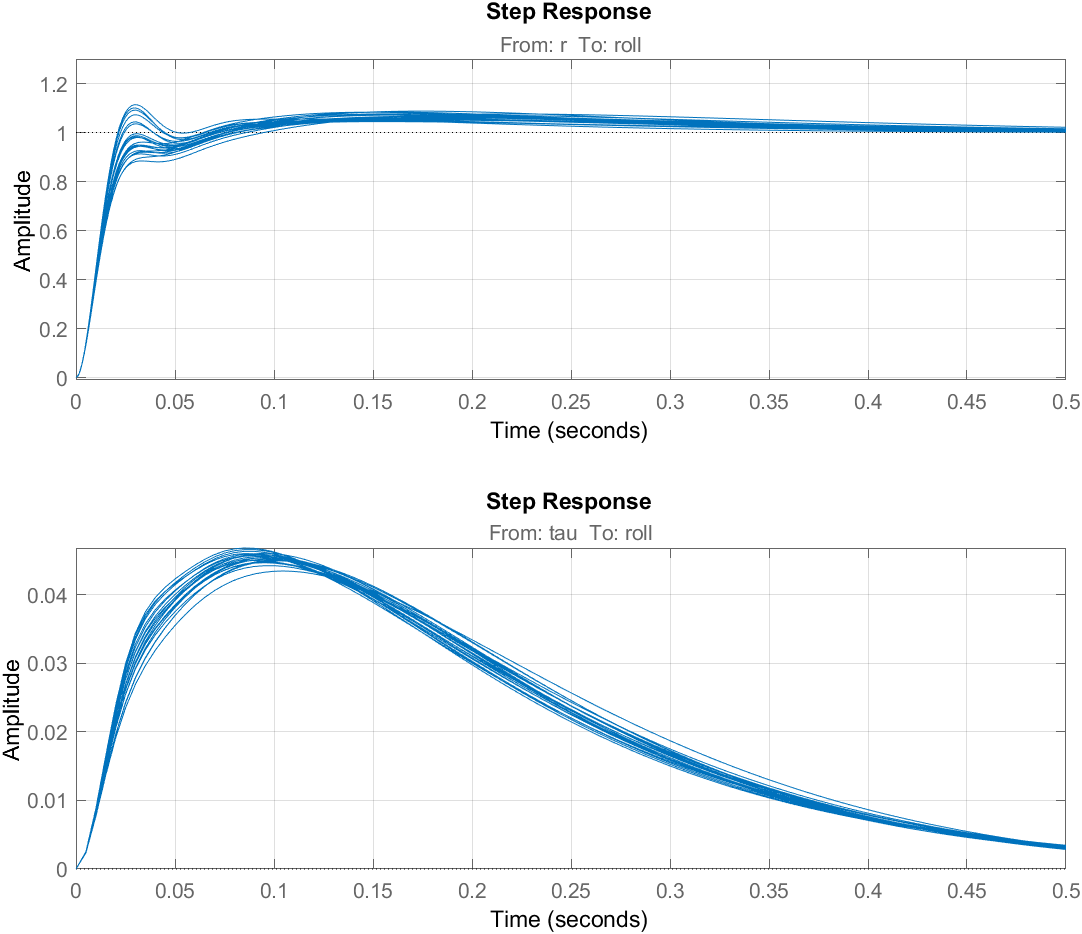 Step Response
From: r To: roll
1.2
1
0.8
0.6
0.4
0.2
0
Amplitude
0 0.05 0.1 0.15 0.2 0.25 0.3 0.35 0.4 0.45 0.5
Time (seconds)
Step Response
From: tau To: roll
0.04
0.03
0.02
0.01
0
Amplitude
0 0.05 0.1 0.15 0.2 0.25 0.3 0.35 0.4 0.45 0.5
Time (seconds)